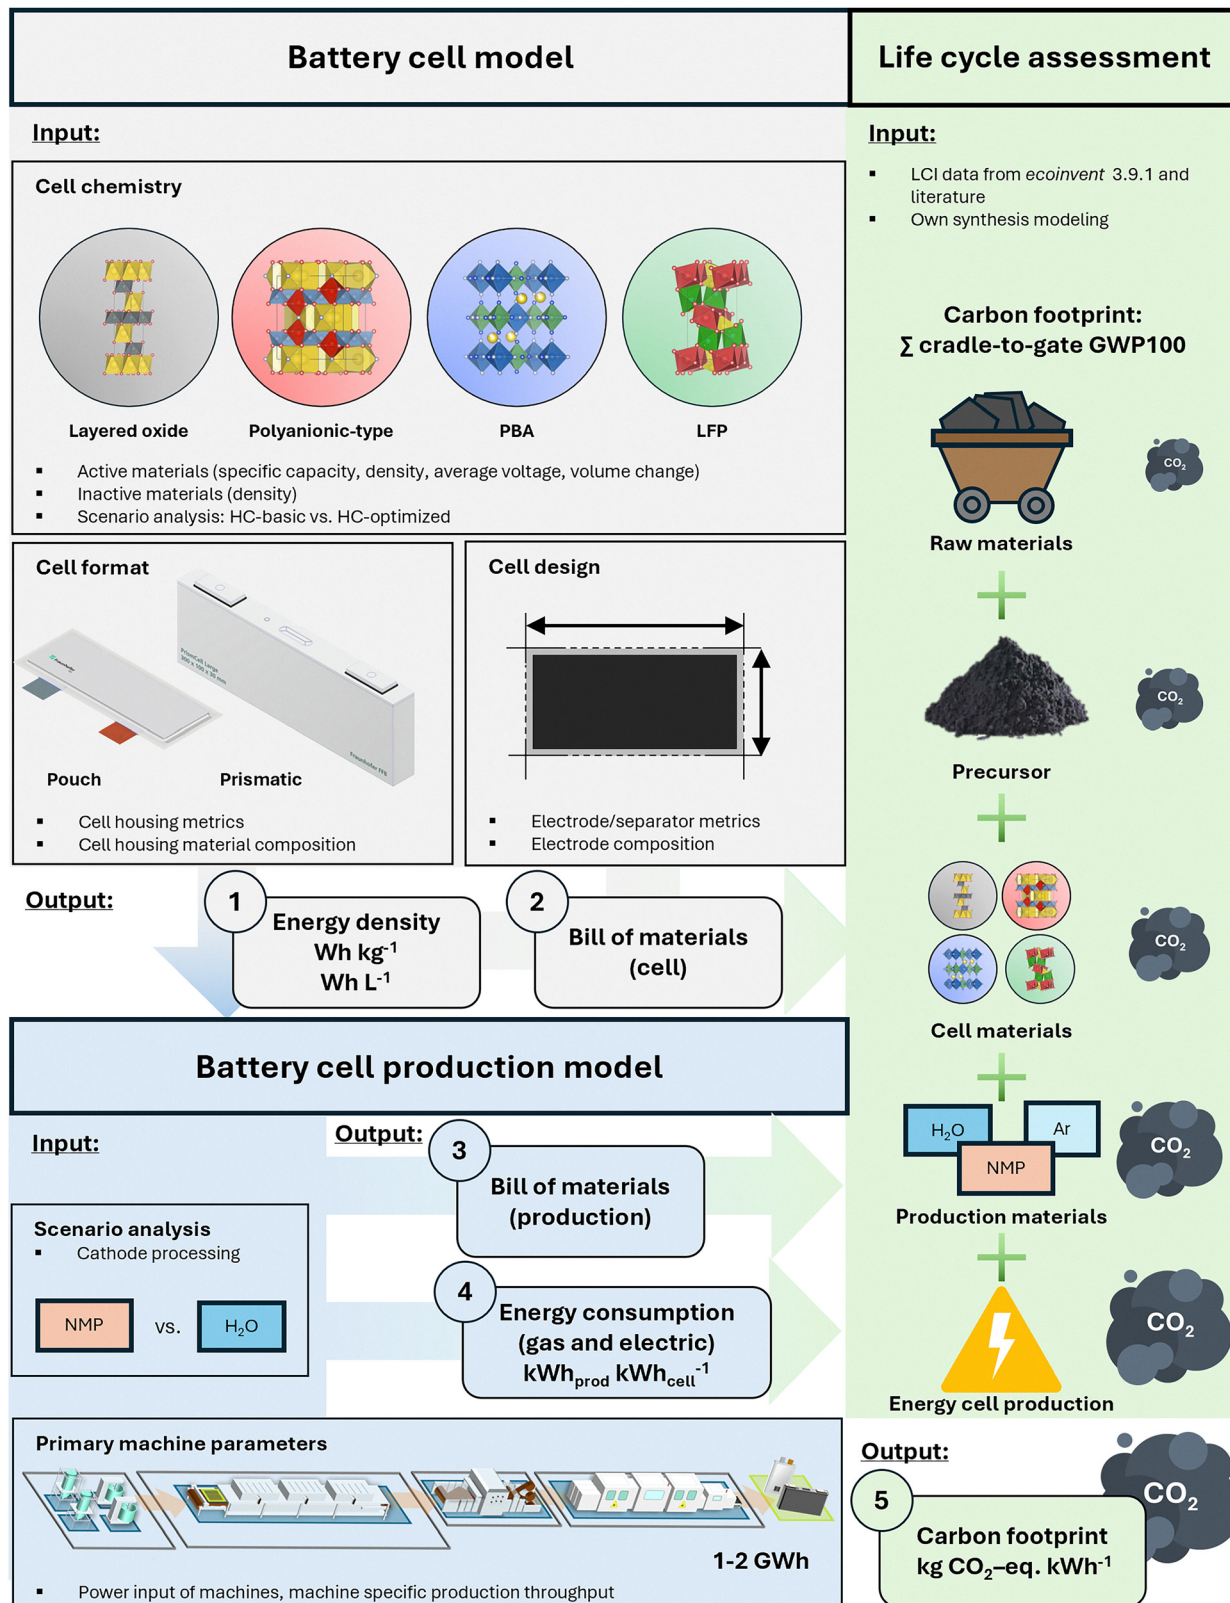 Battery cell model
Life cycle assessment
Input:
Cell chemistry
Layered oxide
Polyanionic-type
PBA
LFP
▪ Active materials (specific capacity, density, average voltage, volume change)
▪ Inactive materials (density)
▪ Scenario analysis: HC-basic vs. HC-optimized
Cell format
Fraunhofer
PrismCell Large
Fraunhofer FFB
Pouch
Prismatic
▪ Cell housing metrics
▪ Cell housing material composition
Cell design
▪ Electrode/separator metrics
▪ Electrode composition
Output:
1
Energy density
Wh kg⁻¹
Wh L⁻¹
2
Bill of materials
(cell)
Battery cell production model
Input:
Scenario analysis
▪ Cathode processing
NMP
vs.
H₂O
Output:
3
Bill of materials
(production)
4
Energy consumption
(gas and electric)
kWhprod kWhcell⁻¹
Primary machine parameters
1-2 GWh
▪ Power input of machines, machine specific production throughput
Input:
▪ LCI data from ecoinvent 3.9.1 and
literature
▪ Own synthesis modeling
Carbon footprint:
∑ cradle-to-gate GWP100
CO₂
Raw materials
CO₂
Precursor
CO₂
Cell materials
H₂O
Ar
NMP
CO₂
Production materials
CO₂
Energy cell production
Output:
CO₂
5
Carbon footprint
kg CO₂–eq. kWh⁻¹